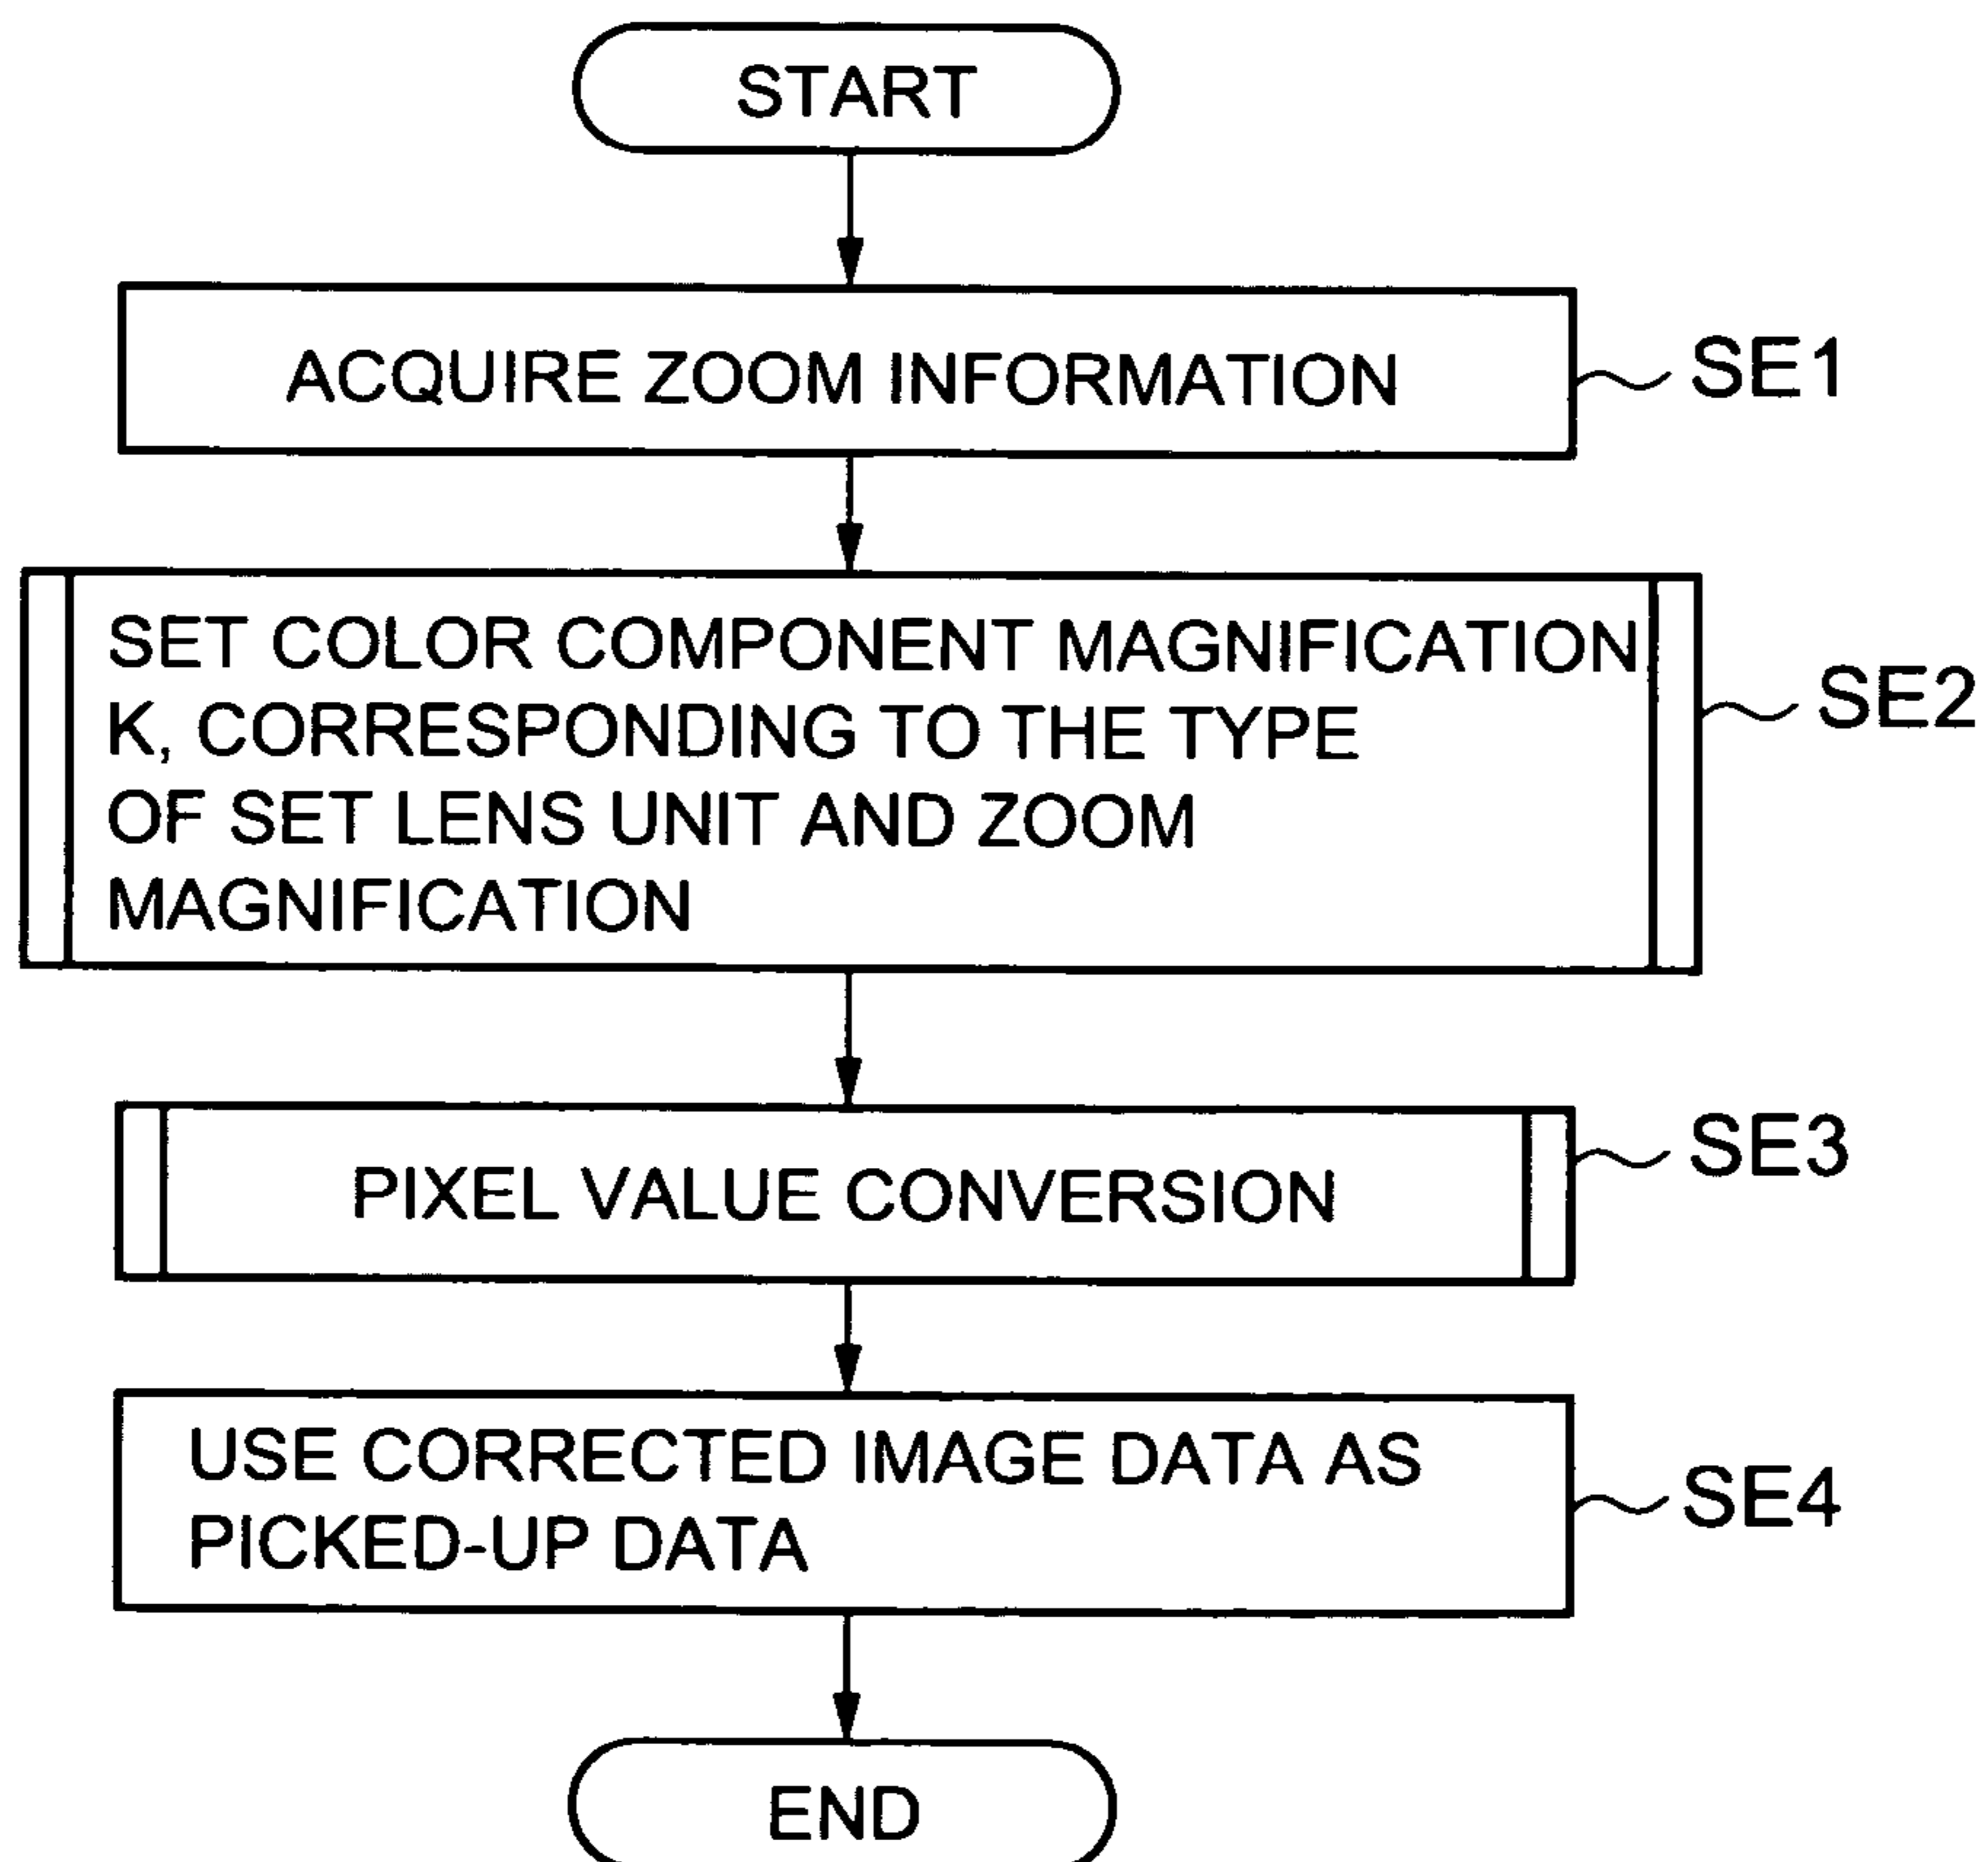 START
ACQUIRE ZOOM INFORMATION
SE1
SET COLOR COMPONENT MAGNIFICATION
K, CORRESPONDING TO THE TYPE
OF SET LENS UNIT AND ZOOM
MAGNIFICATION
SE2
PIXEL VALUE CONVERSION
SE3
USE CORRECTED IMAGE DATA AS
PICKED-UP DATA
SE4
END